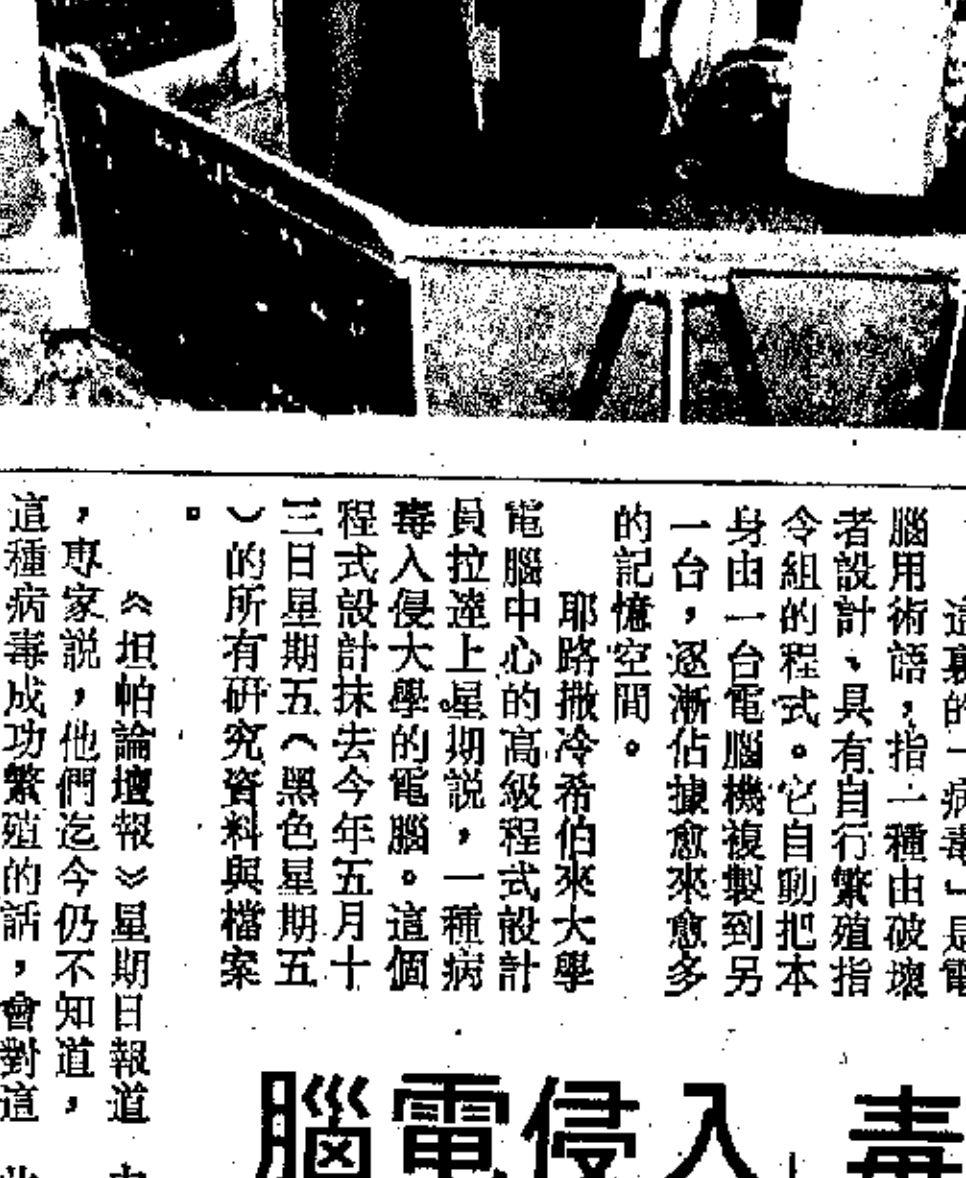 這裏的「病毒」是電
腦用術語，指一種由破壞
者設計、具有自行繁殖指
令組的程式。它自動把本
身由一台電腦機複製到另
一台，逐漸佔據愈來愈多
的記憶空間。
耶路撒冷希伯來大學
電腦中心的高級程式設計
員拉達上星期説，一種病
毒入侵大學的電腦。這個
程式設計抹去今年五月十
三日星期五（黑色星期五
）的所有研究資料與檔案
。
《坦帕論壇報》星期日報道
，專家説，他們迄今仍不知道，
這種病毒成功繁殖的話，會對這
毒入侵電腦